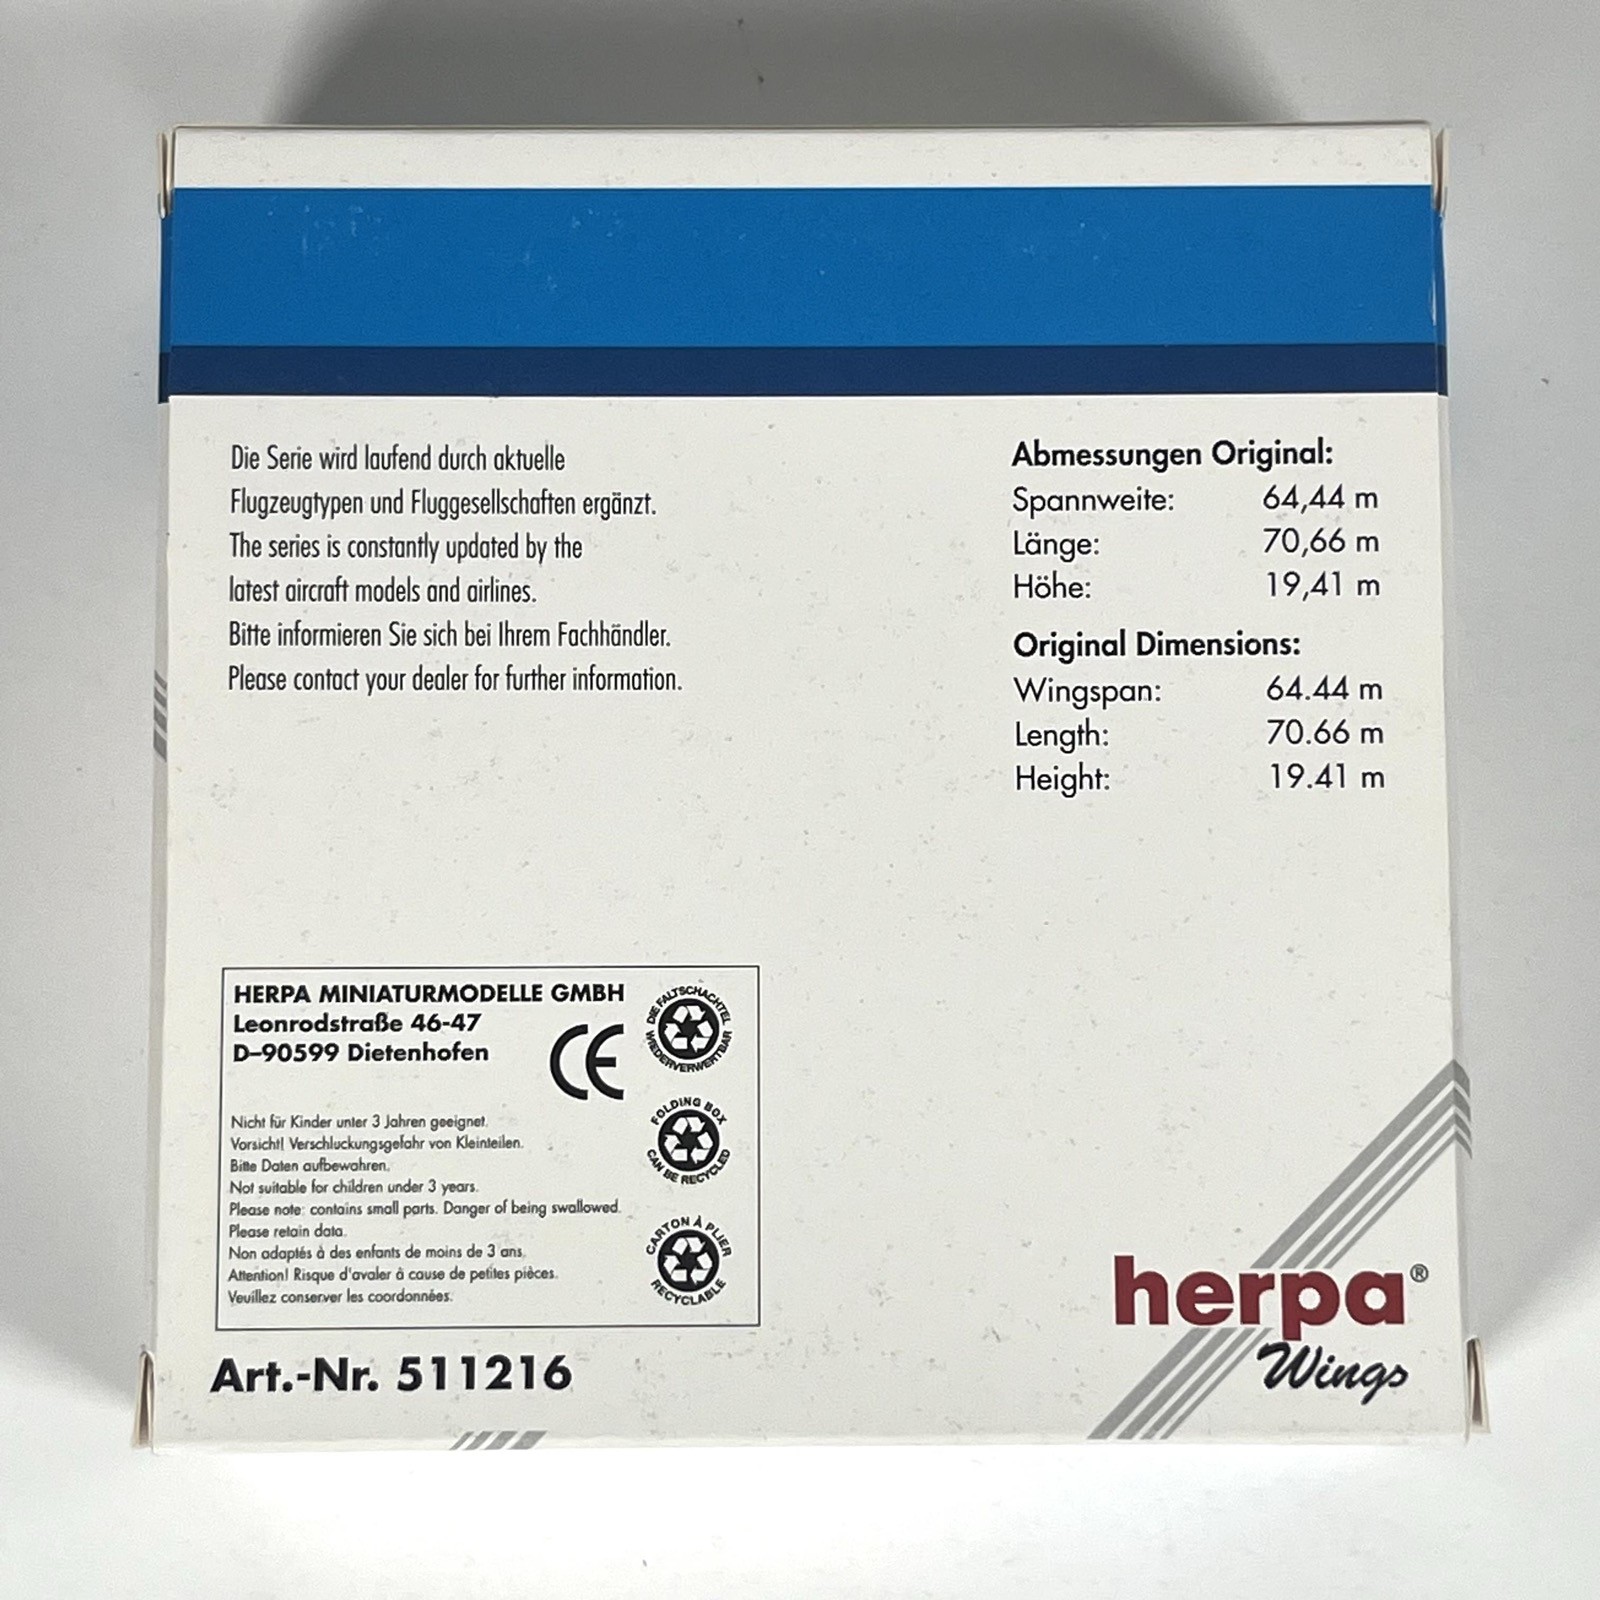 Die Serie wird laufend durch aktuelle
Flugzeugtypen und Fluggesellschaften ergänzt.
The series is constantly updated by the
latest aircraft models and airlines.
Bitte informieren Sie sich bei Ihrem Fachhändler.
Please contact your dealer for further information.
Abmessungen Original:
Spannweite: 64,44 m
Länge: 70,66 m
Höhe: 19,41 m
Original Dimensions:
Wingspan: 64.44 m
Length: 70.66 m
Height: 19.41 m
HERPA MINIATURMODELLE GMBH
Leonrodstraße 46-47
D–90599 Dietenhofen
CE
Nicht für Kinder unter 3 Jahren geeignet.
Vorsicht! Verschluckungsgefahr von Kleinteilen.
Bitte Daten aufbewahren.
Not suitable for children under 3 years.
Please note: contains small parts. Danger of being swallowed.
Please retain data.
Non adaptés à des enfants de moins de 3 ans.
Attention! Risque d'avaler à cause de petites pièces.
Veuillez conserver les coordonnées.
DIE FALTSCHACHTEL
WIEDERVERWERTBAR
FOLDING BOX
CAN BE RECYCLED
CARTON À PLIER
RECYCLABLE
Art.-Nr. 511216
herpa®
Wings